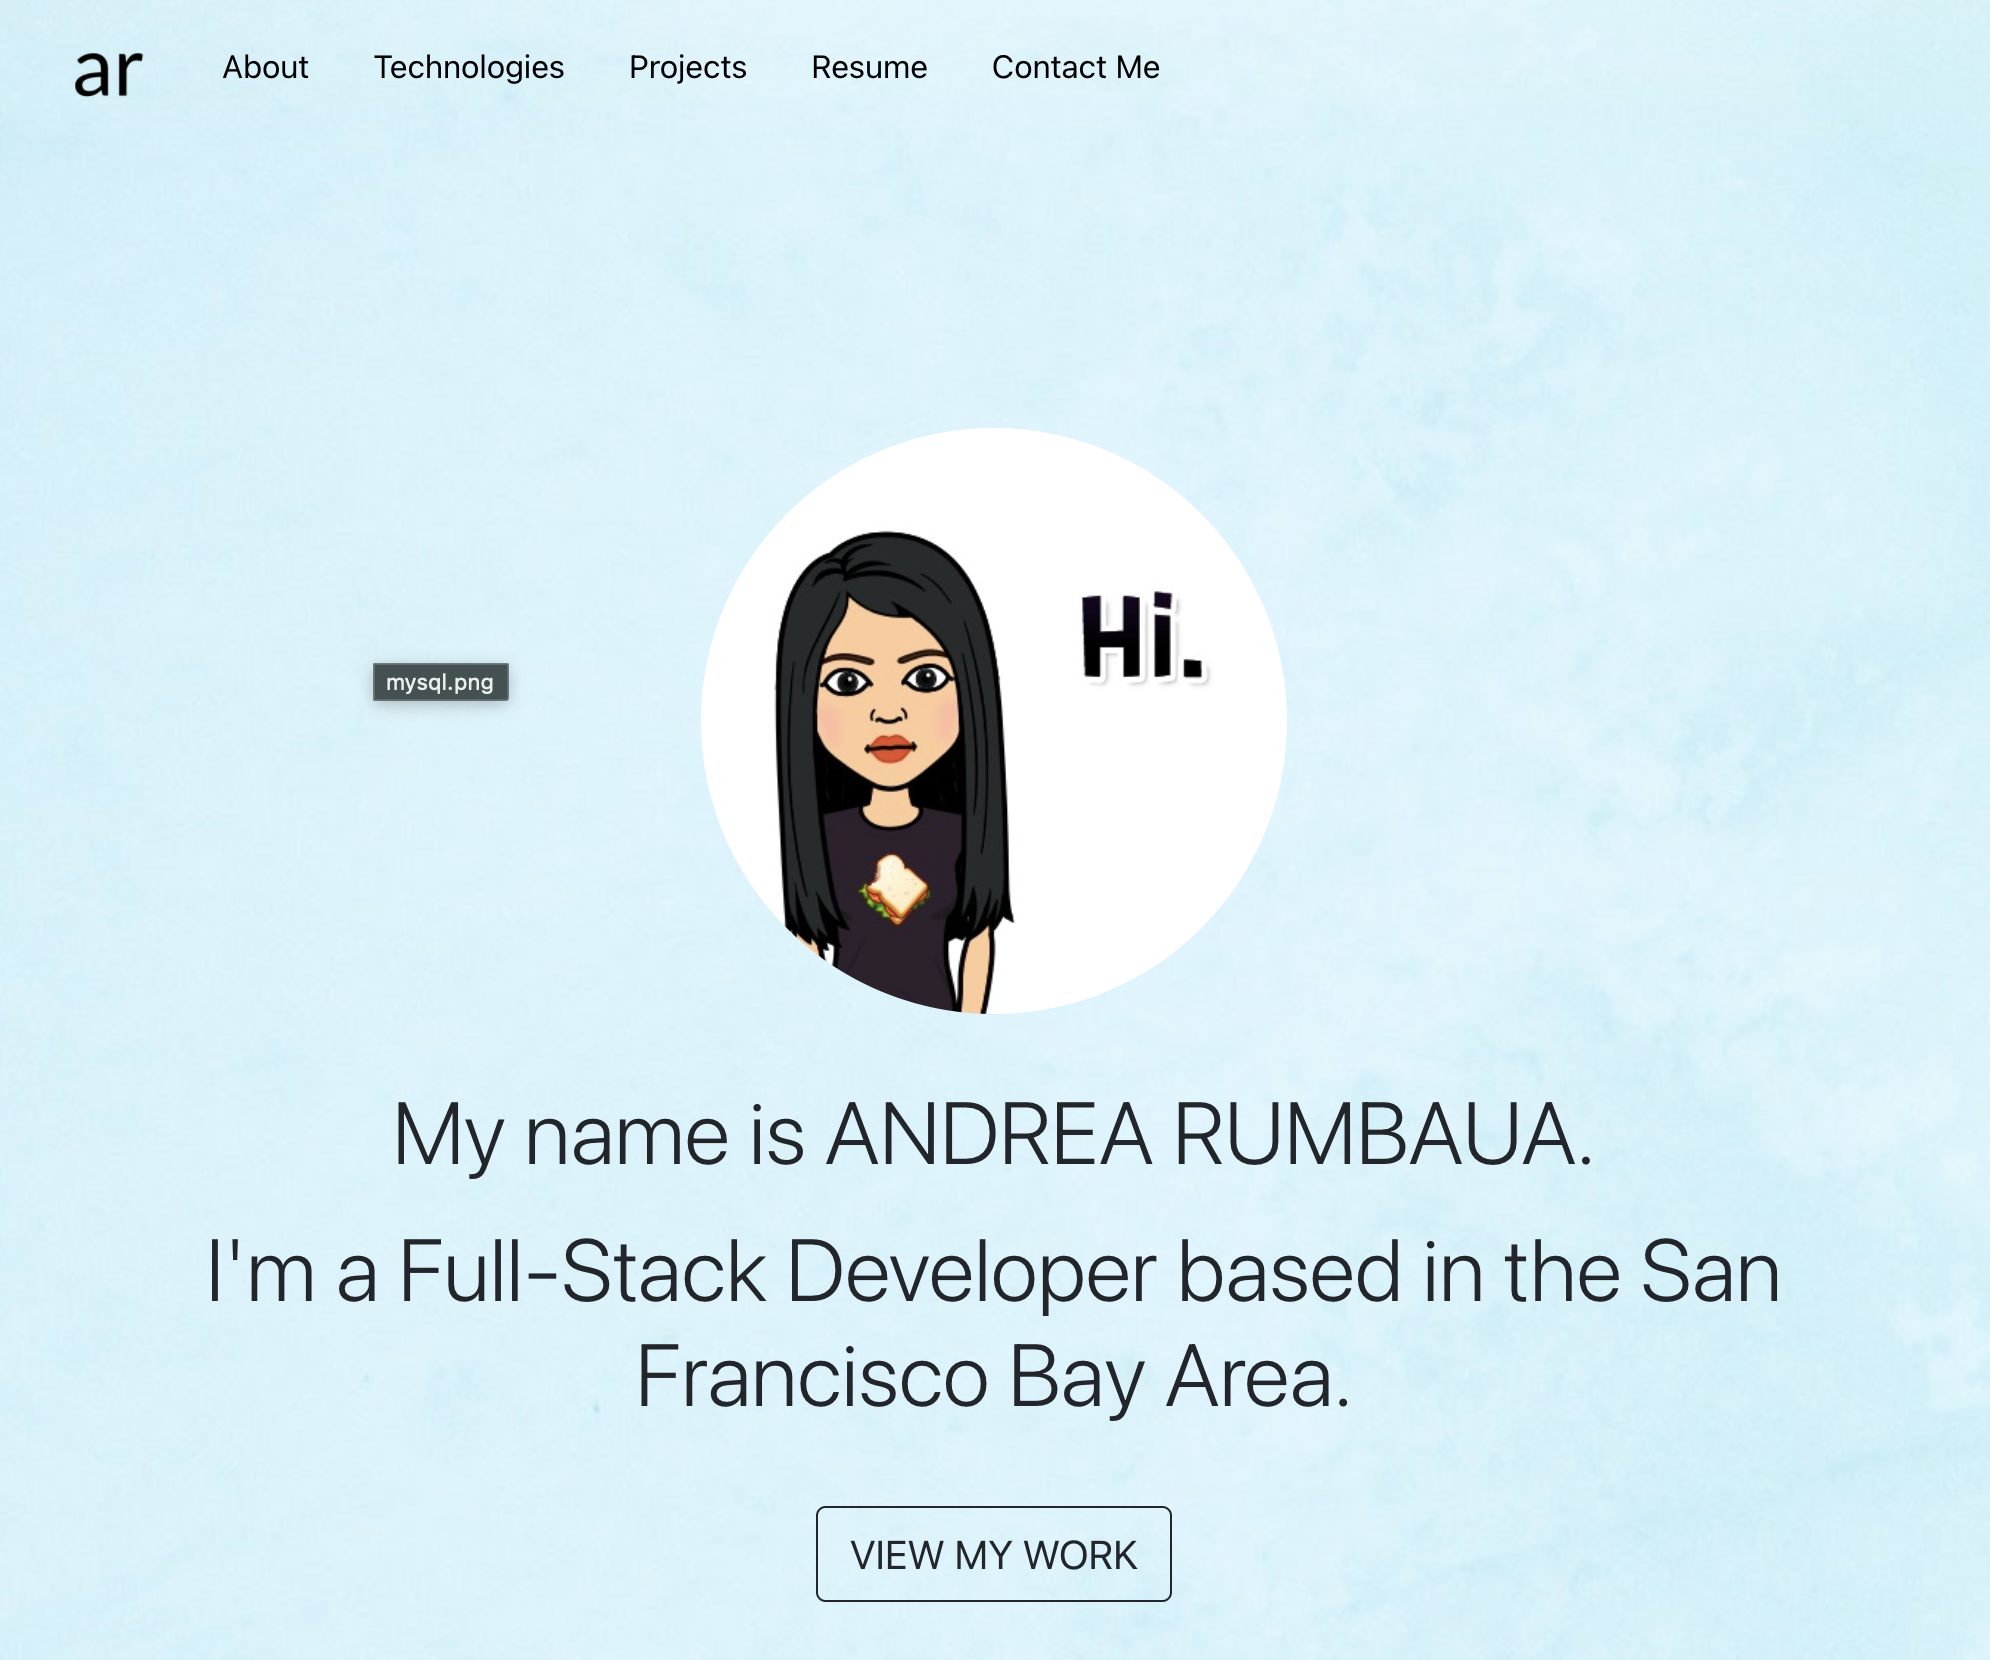 ar
About
Technologies
Projects
Resume
Contact Me
Hi.
mysql.png
My name is ANDREA RUMBAUA.
I'm a Full-Stack Developer based in the San
Francisco Bay Area.
VIEW MY WORK